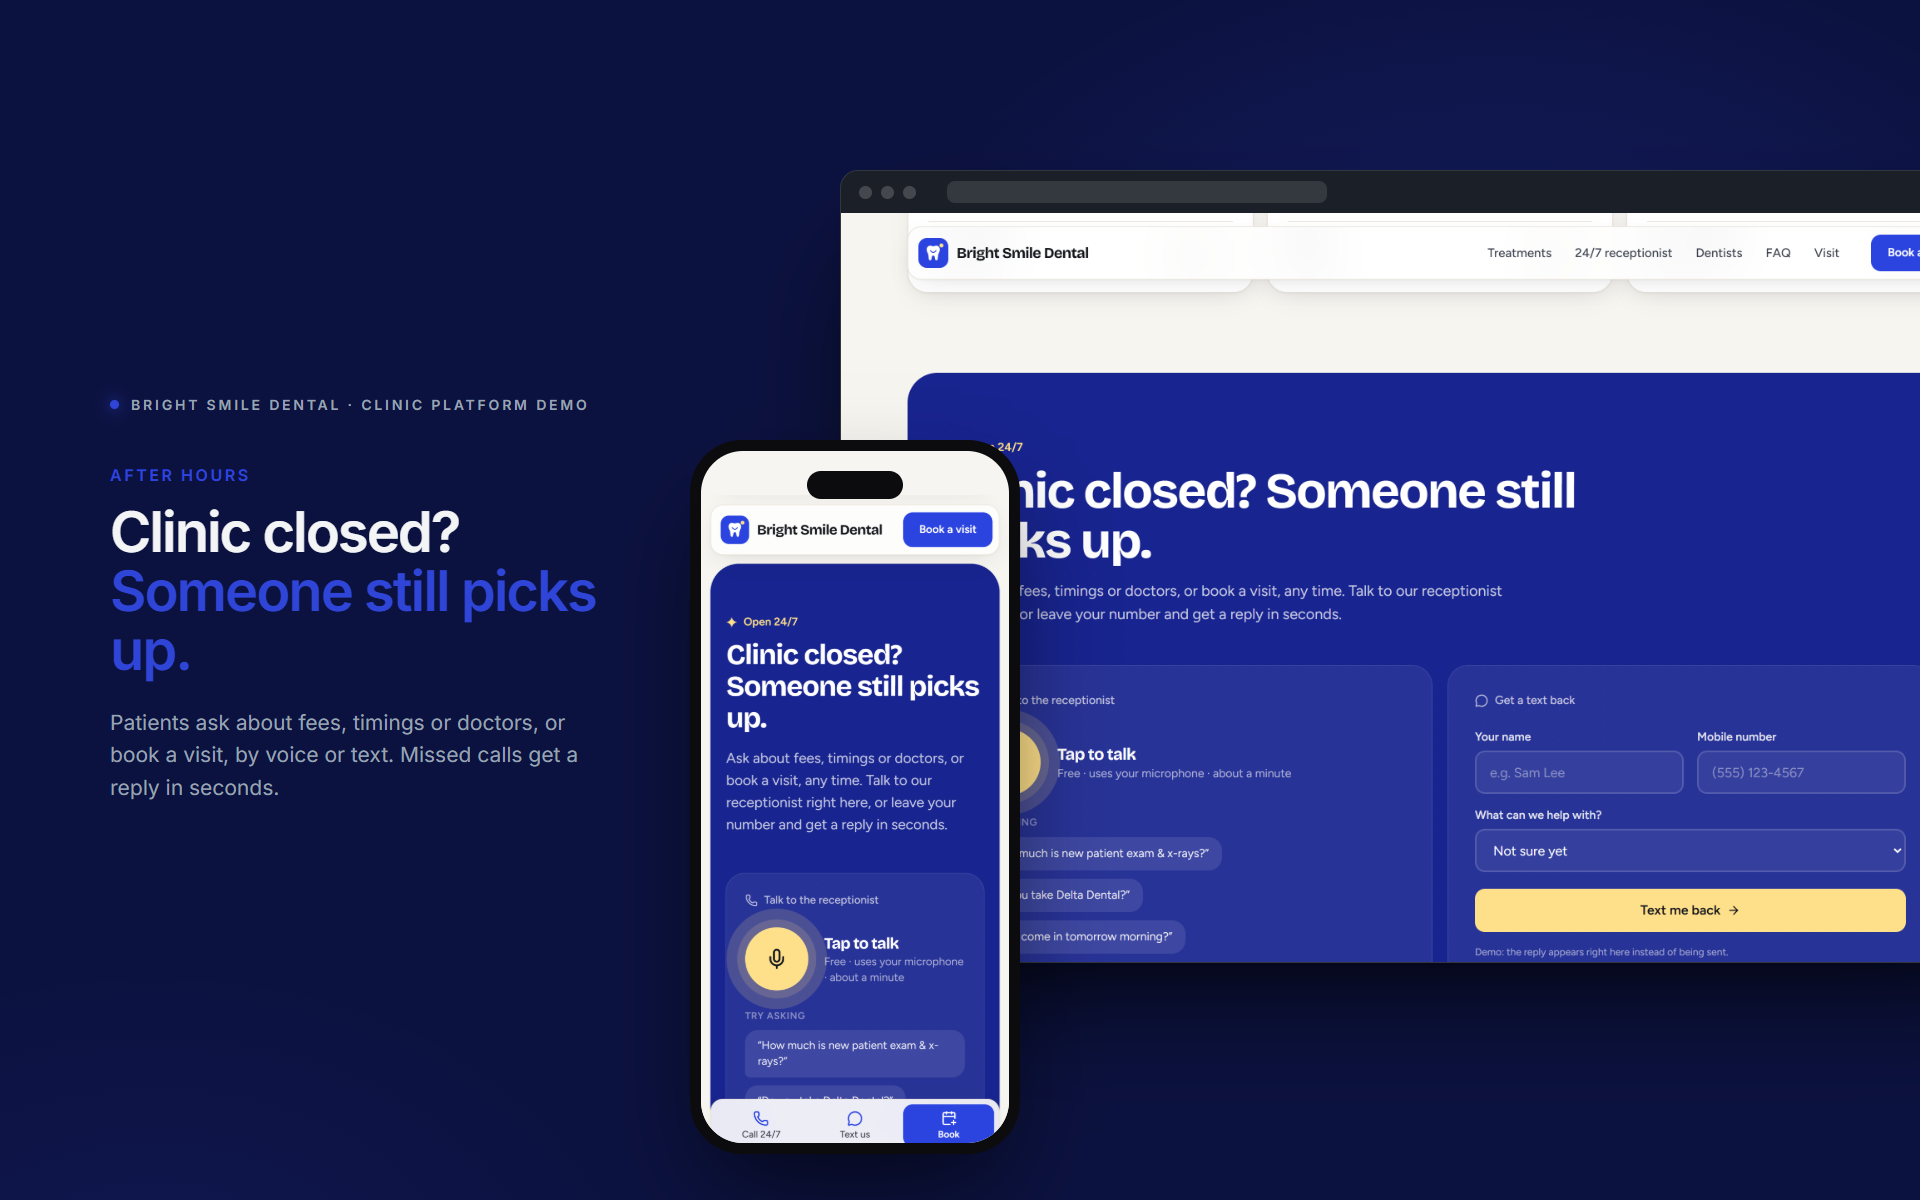 BRIGHT SMILE DENTAL · CLINIC PLATFORM DEMO
AFTER HOURS
Clinic closed?
Someone still picks
up.
Patients ask about fees, timings or doctors, or
book a visit, by voice or text. Missed calls get a
reply in seconds.
Bright Smile Dental
Treatments
24/7 receptionist
Dentists
FAQ
Visit
Book
24/7
closed? Someone still
up.
fees, timings or doctors, or book a visit, any time. Talk to our receptionist
or leave your number and get a reply in seconds.
to the receptionist
Tap to talk
Free · uses your microphone · about a minute
much is new patient exam & x-rays?"
take Delta Dental?"
come in tomorrow morning?"
Get a text back
Your name
Mobile number
e.g. Sam Lee
(555) 123-4567
What can we help with?
Not sure yet
Text me back →
Demo: the reply appears right here instead of being sent.
Bright Smile Dental
Book a visit
Open 24/7
Clinic closed?
Someone still picks
up.
Ask about fees, timings or doctors, or
book a visit, any time. Talk to our
receptionist right here, or leave your
number and get a reply in seconds.
Talk to the receptionist
Tap to talk
Free · uses your microphone
· about a minute
TRY ASKING
"How much is new patient exam & x-
rays?"
Call 24/7
Text us
Book